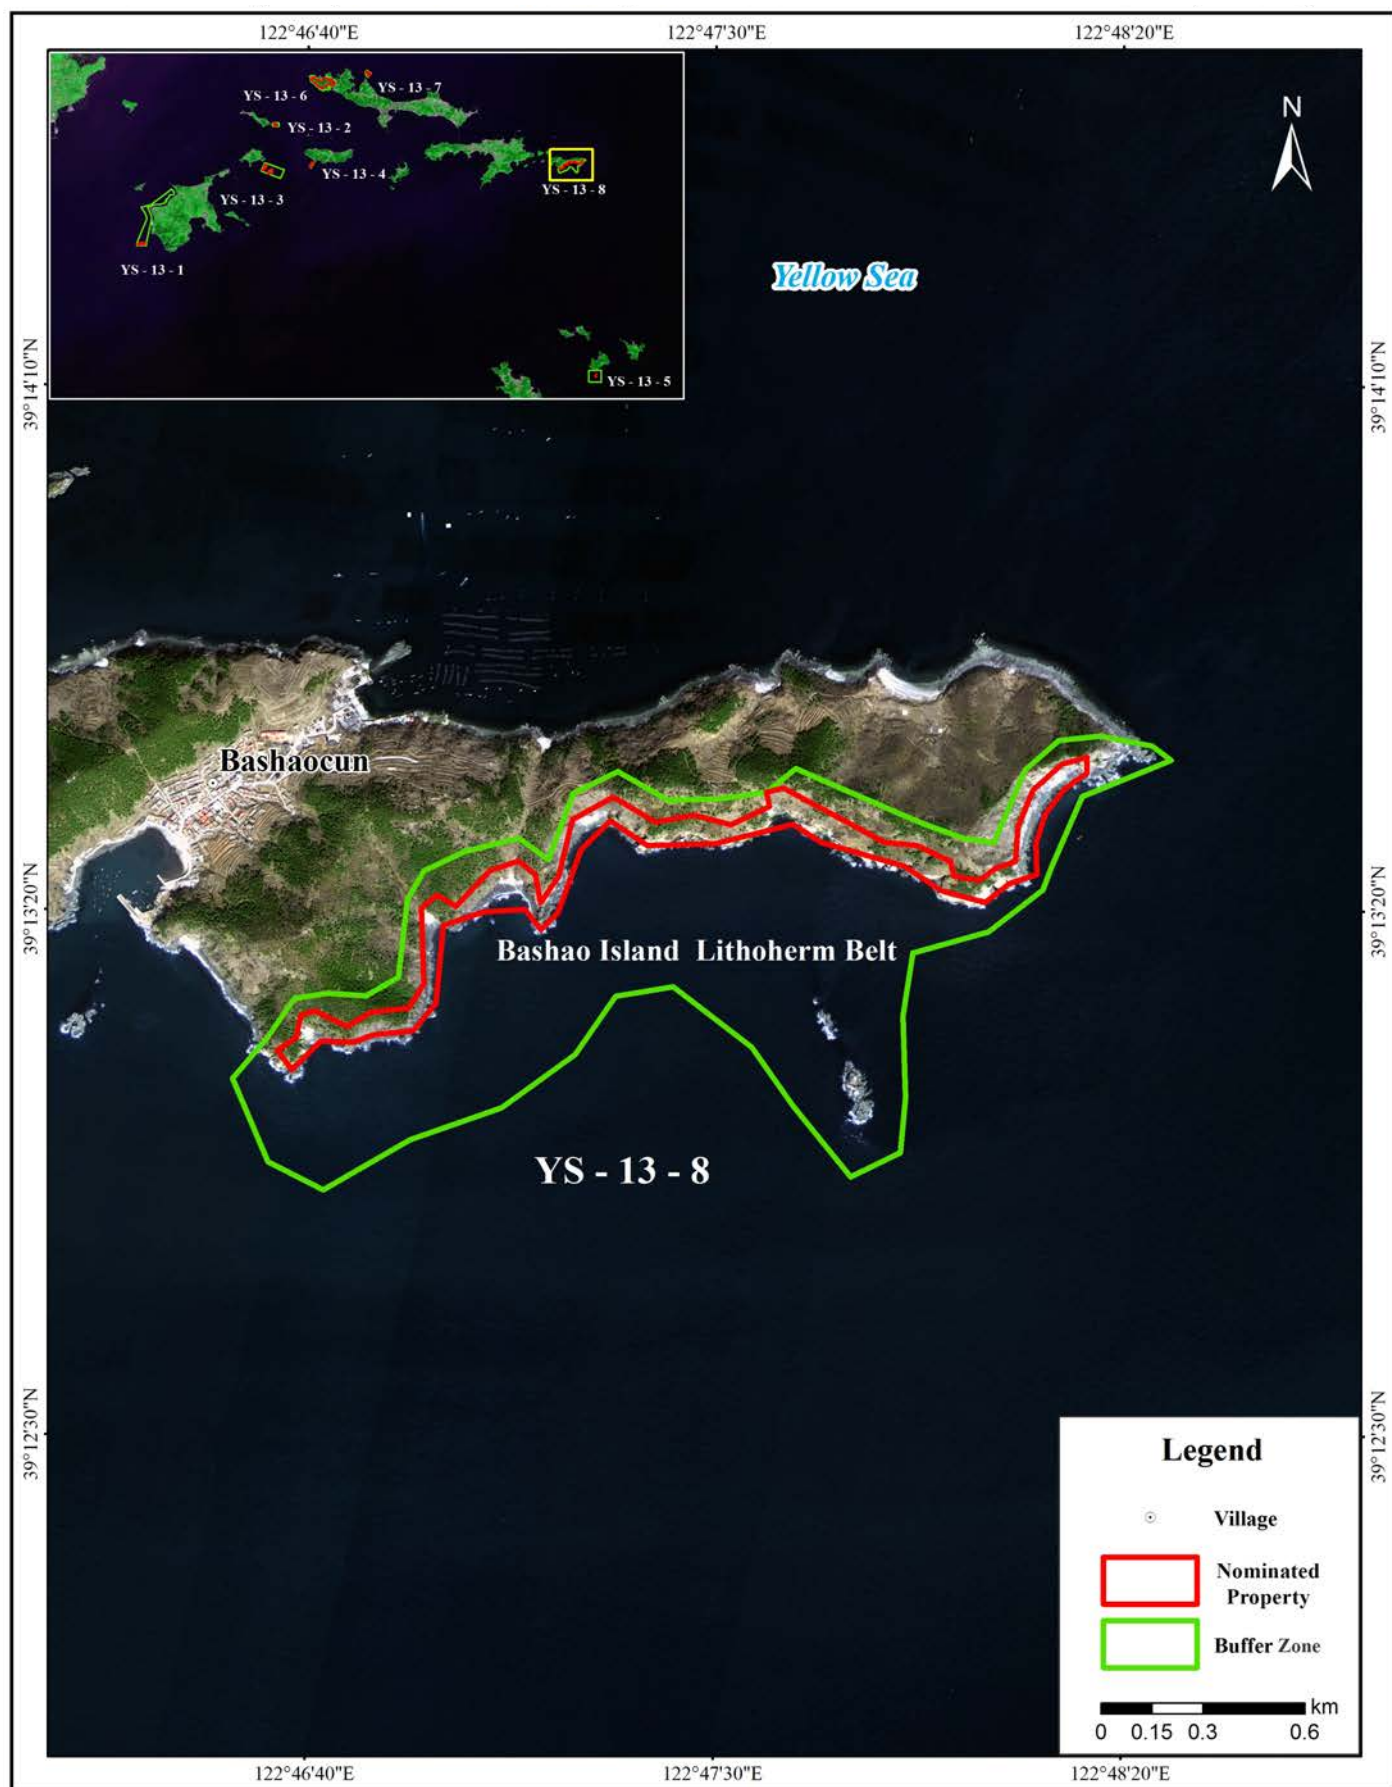 122°46'40"E
122°47'30"E
122°48'20"E
N
YS - 13 - 6
YS - 13 - 7
YS - 13 - 2
YS - 13 - 4
YS - 13 - 8
YS - 13 - 3
YS - 13 - 1
YS - 13 - 5
Yellow Sea
39°14'10"N
39°14'10"N
Bashaocun
39°13'20"N
39°13'20"N
Bashao Island Lithoherm Belt
YS - 13 - 8
39°12'30"N
39°12'30"N
Legend
Village
Nominated
Property
Buffer Zone
km
0 0.15 0.3 0.6
122°46'40"E
122°47'30"E
122°48'20"E